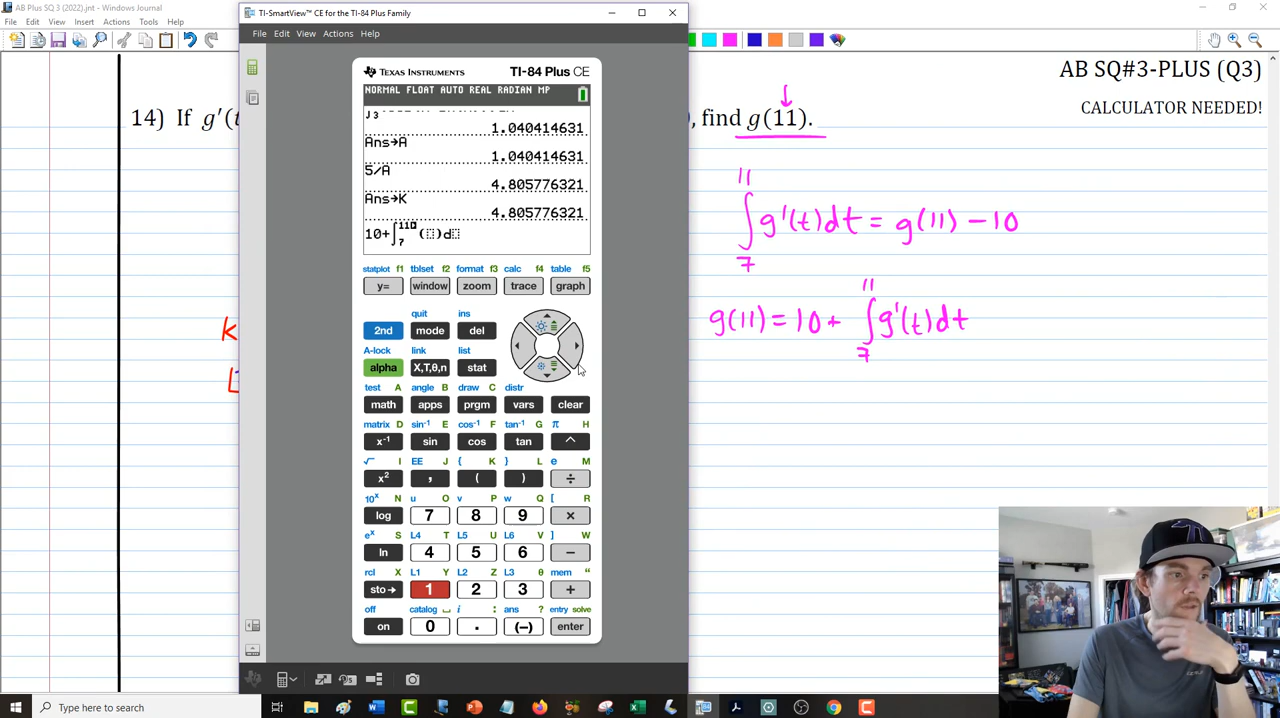 AB Plus SQ 3 (2022).jnt - Windows Journal
File Edit View Insert Actions Tools Help
TI-SmartView™ CE for the TI-84 Plus Family
File Edit View Actions Help
AB SQ#3-PLUS (Q3)
CALCULATOR NEEDED!
14) If g′(t
, find g(11).
∫₇¹¹ g'(t)dt = g(11) - 10
g(11) = 10 + ∫₇¹¹ g'(t)dt
K
TEXAS INSTRUMENTS TI-84 Plus CE
NORMAL FLOAT AUTO REAL RADIAN MP
1.040414631
Ans→A
1.040414631
5/A
4.805776321
Ans→K
4.805776321
10+∫₇¹¹ (⬚)d⬚
statplot f1 tblset f2 format f3 calc f4 table f5
y= window zoom trace graph
quit ins
2nd mode del
A-lock link list
alpha X,T,θ,n stat
test A angle B draw C distr
math apps prgm vars clear
matrix D sin⁻¹ E cos⁻¹ F tan⁻¹ G π H
x⁻¹ sin cos tan ^
√ I EE J { K } L e M
x² , ( ) ÷
10ˣ N u O v P w Q [ R
log 7 8 9 ×
eˣ S L4 T L5 U L6 V ] W
ln 4 5 6 −
rcl X L1 Y L2 Z L3 θ mem “
sto→ 1 2 3 +
off catalog ⎵ i : ans ? entry solve
on 0 . (−) enter
Type here to search